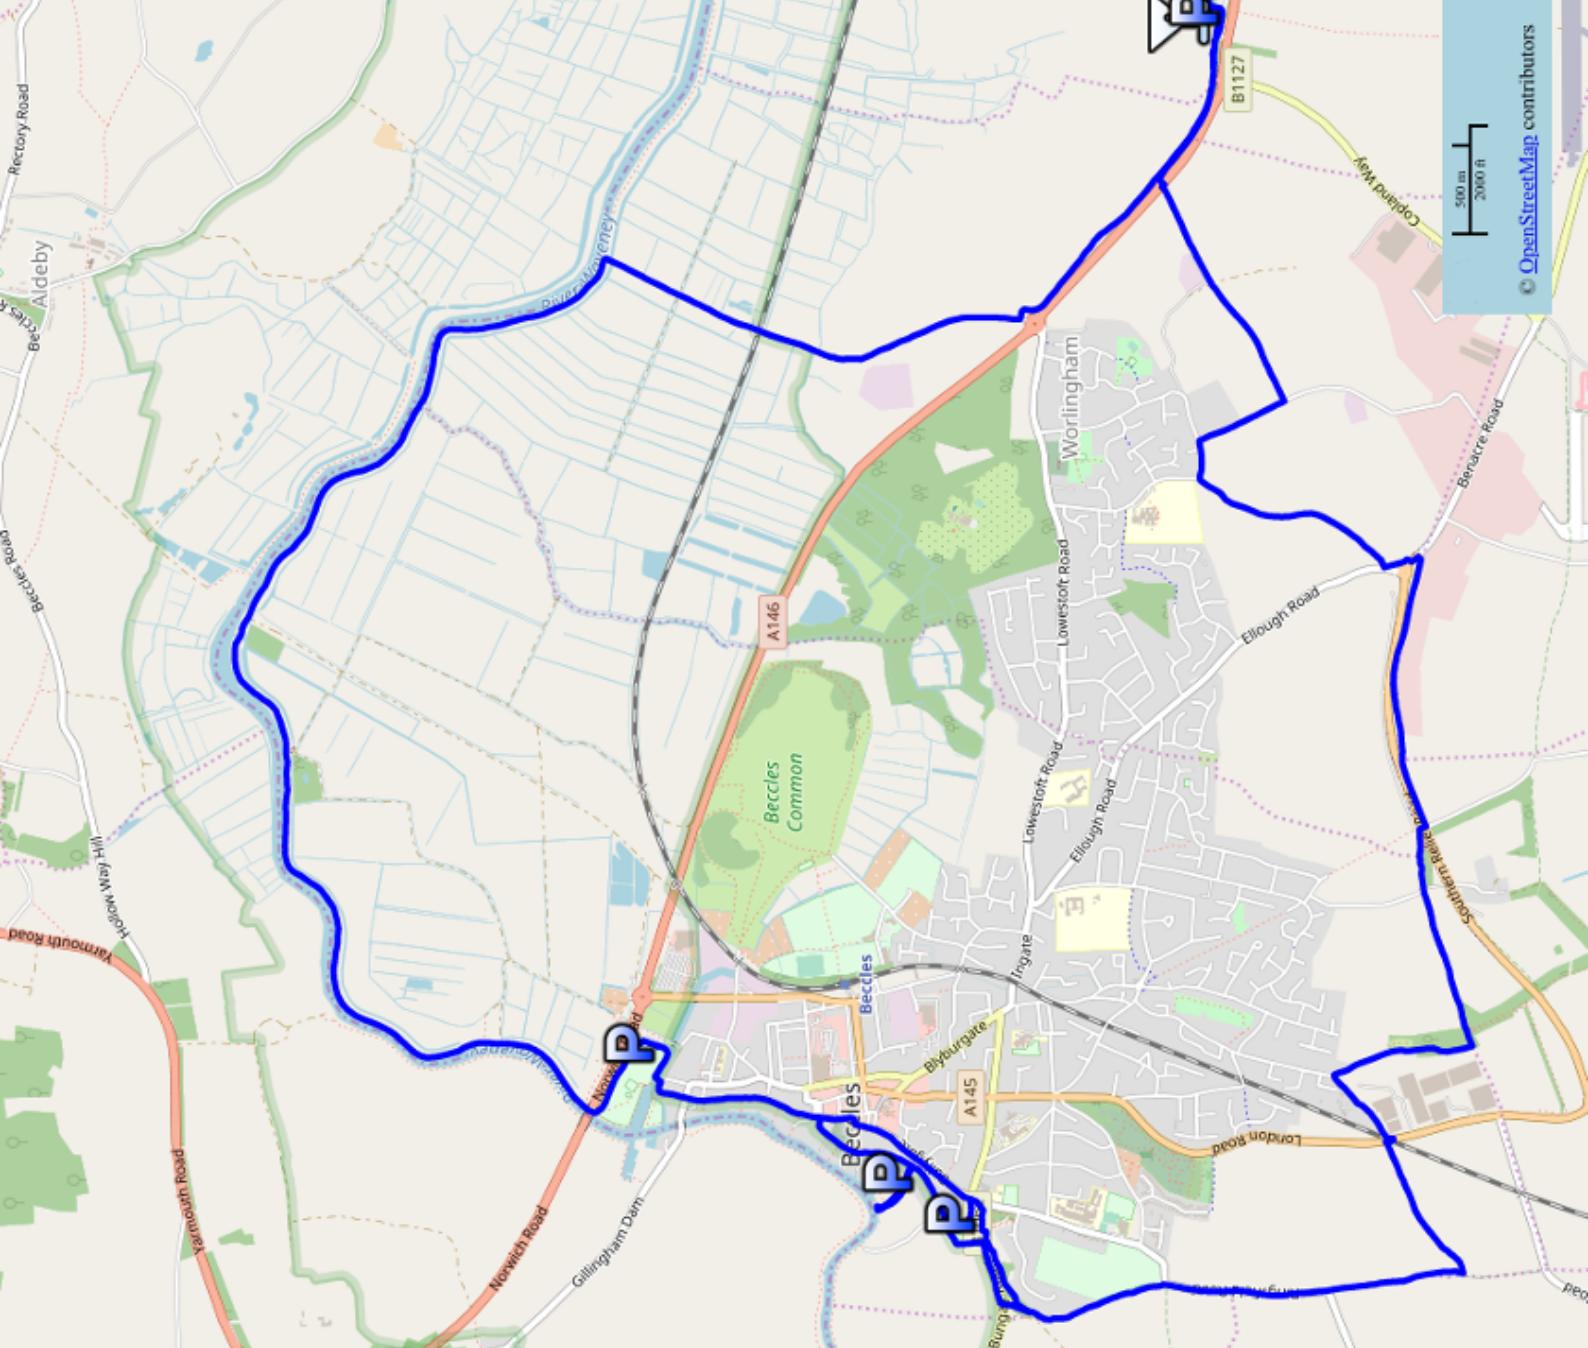 Rectory Road
Aldeby
B1127
Copland Way
500 m
2000 ft
© OpenStreetMap contributors
River Waveney
Worlingham
Benacre Road
Beccles Road
Lowestoft Road
Ellough Road
A146
Beccles
Common
Lowestoft Road
Ellough Road
Hollow Way Hill
Yarmouth Road
Ingate
Beccles
Blyburgate
P
A145
Beccles
London Road
P
P
P
Yarmouth Road
Norwich Road
Gillingham Dam
Road